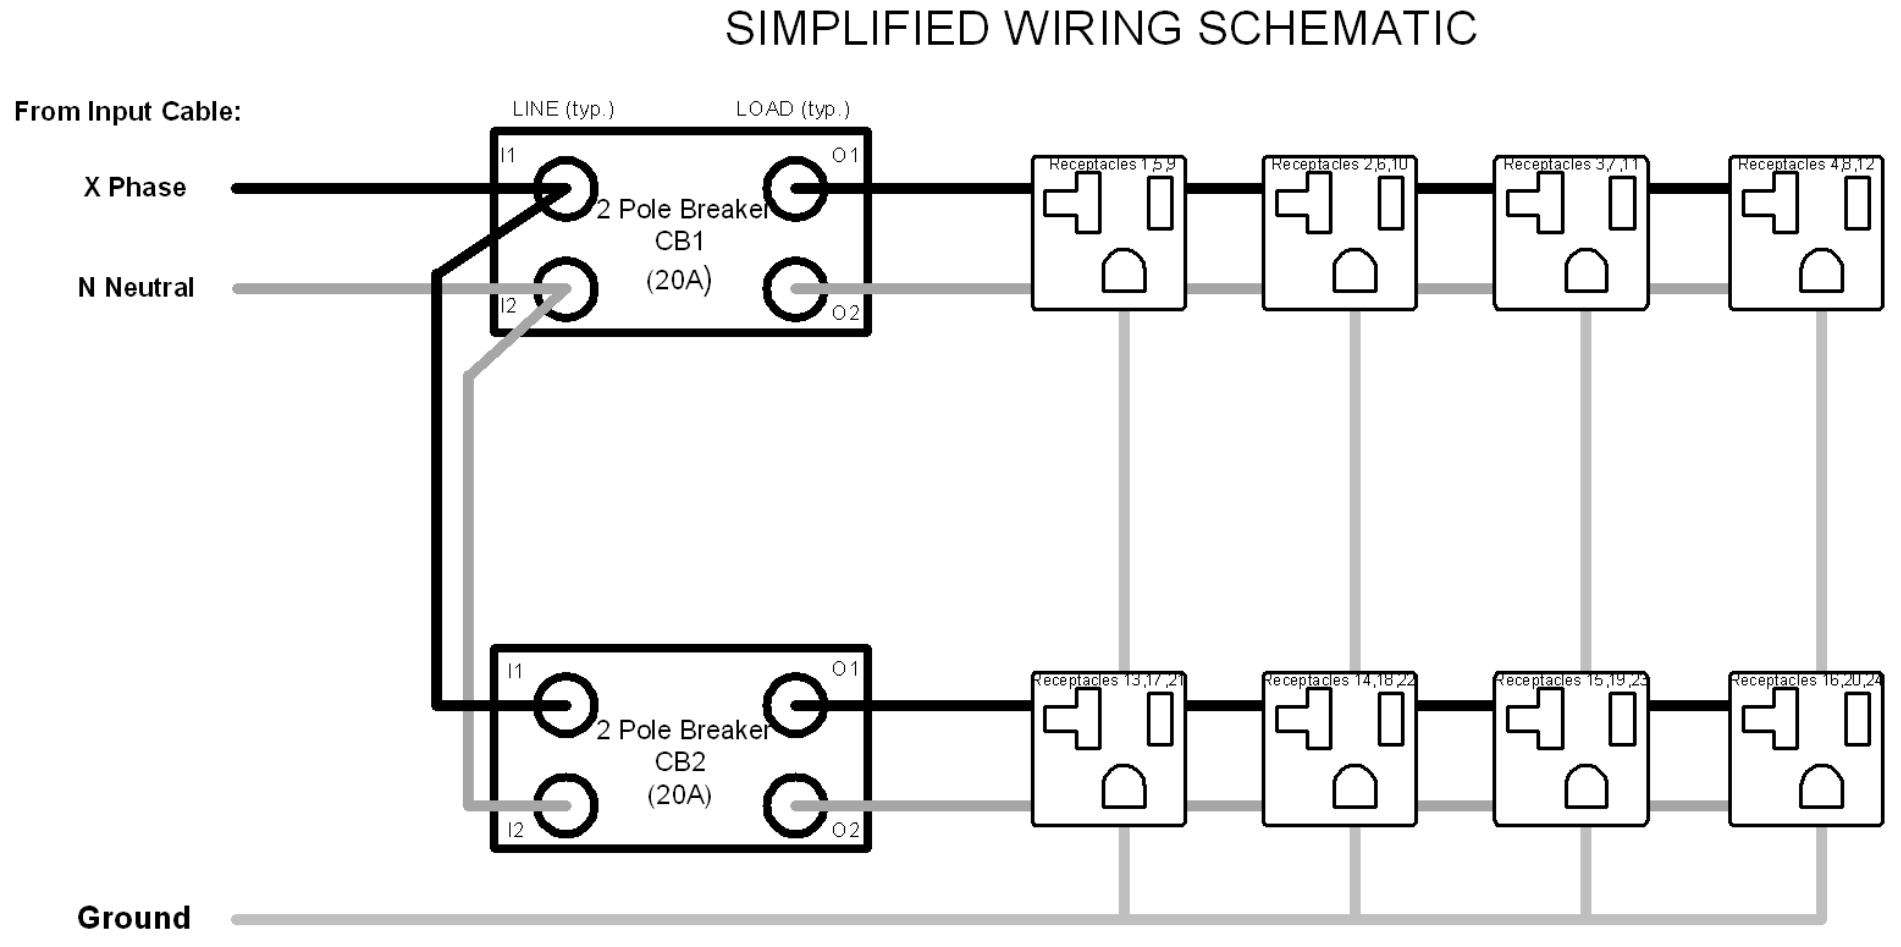 SIMPLIFIED WIRING SCHEMATIC
From Input Cable:
LINE (typ.)
LOAD (typ.)
X Phase
N Neutral
I1
O1
2 Pole Breaker
CB1
(20A)
I2
O2
Receptacles 1,5,9
Receptacles 2,6,10
Receptacles 3,7,11
Receptacles 4,8,12
I1
O1
2 Pole Breaker
CB2
(20A)
I2
O2
Receptacles 13,17,21
Receptacles 14,18,22
Receptacles 15,19,23
Receptacles 16,20,24
Ground